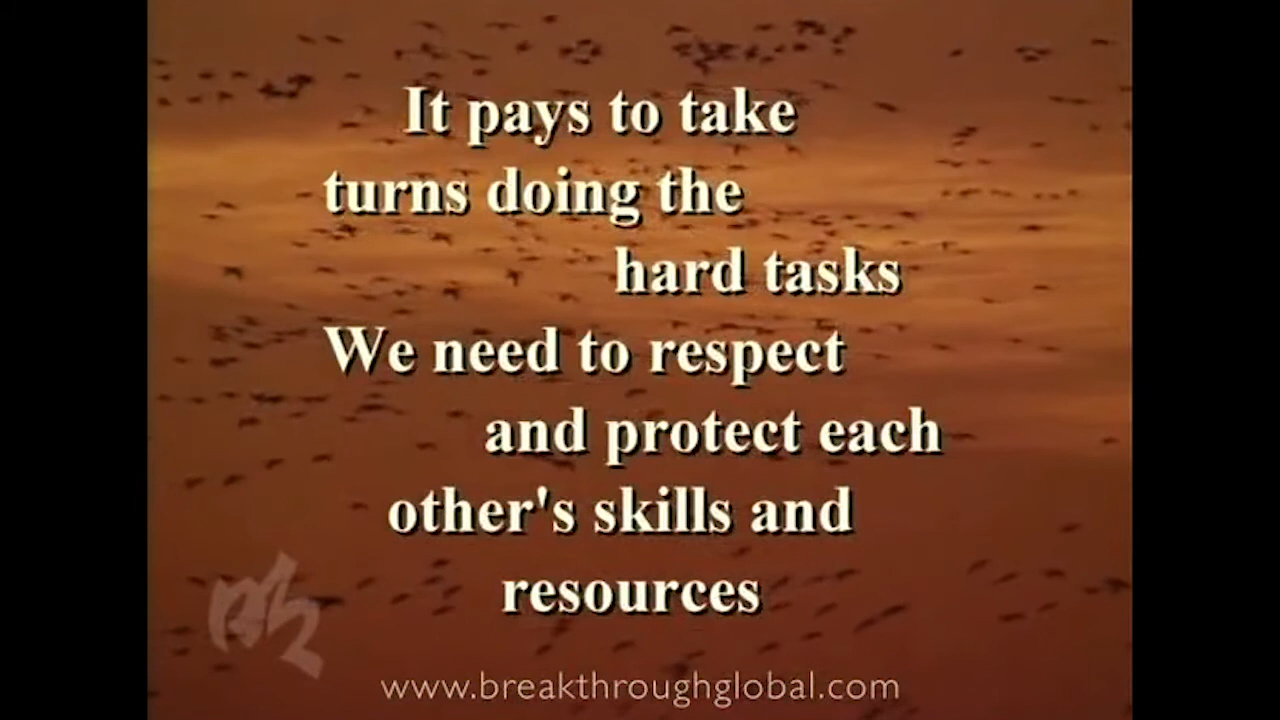 It pays to take
turns doing the
hard tasks
We need to respect
and protect each
other's skills and
resources
www.breakthroughglobal.com